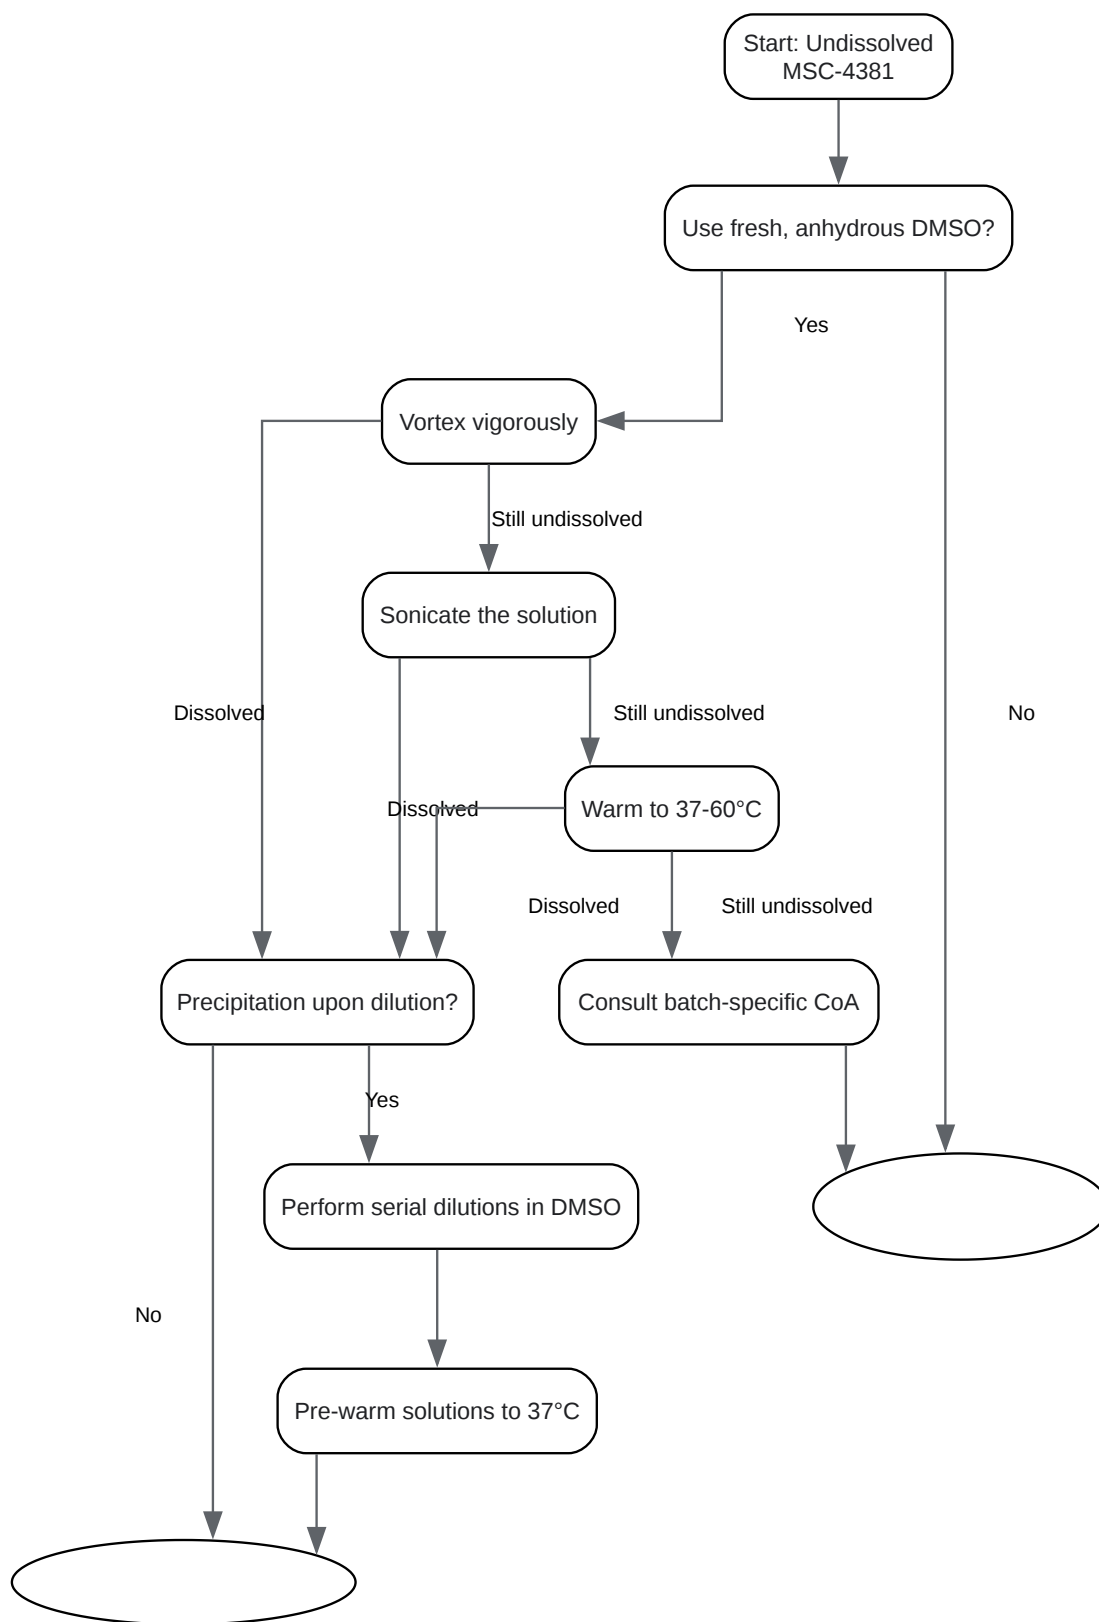 Start: Undissolved
MSC-4381
Use fresh, anhydrous DMSO?
Yes
Vortex vigorously
Still undissolved
Sonicate the solution
Dissolved
Still undissolved
No
Dissolved
Warm to 37-60°C
Dissolved
Still undissolved
Precipitation upon dilution?
Consult batch-specific CoA
Yes
Perform serial dilutions in DMSO
No
Pre-warm solutions to 37°C